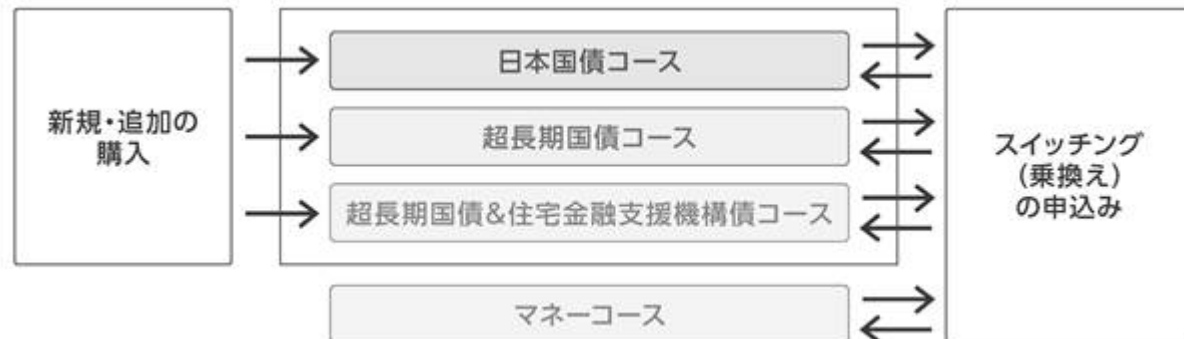 新規・追加の
購入
日本国債コース
超長期国債コース
超長期国債&住宅金融支援機構債コース
マネーコース
スイッチング
(乗換え)
の申込み